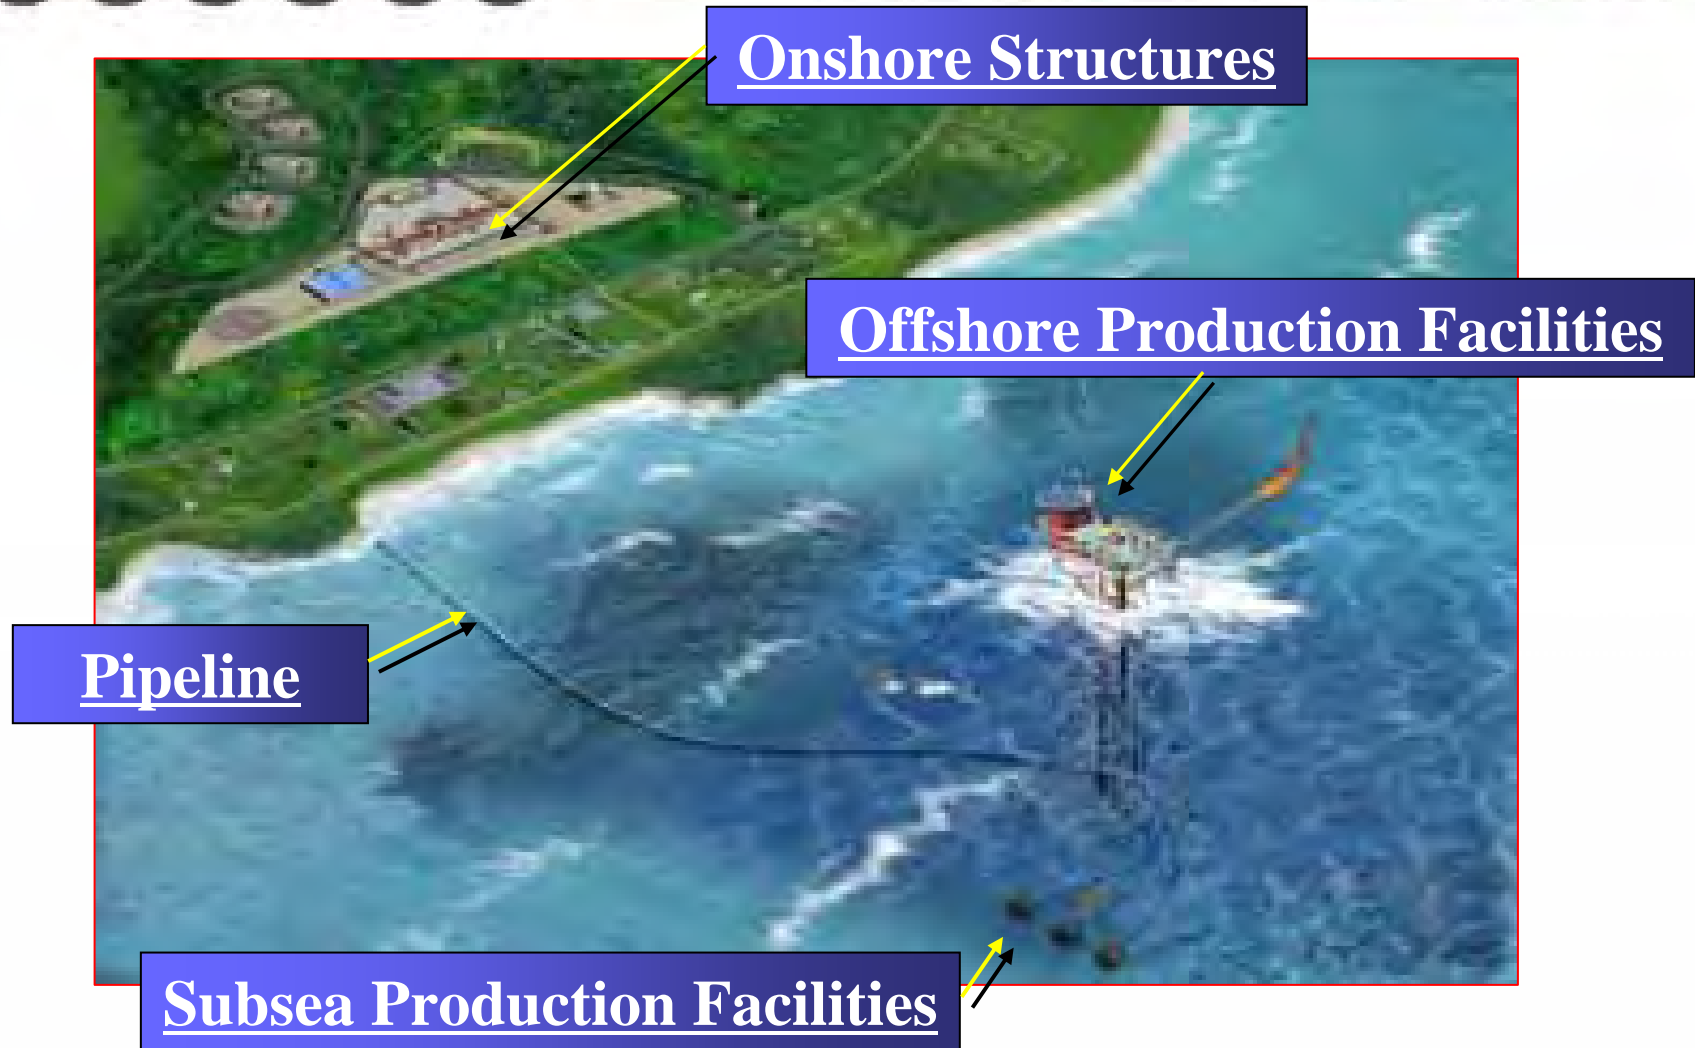 Onshore Structures
Offshore Production Facilities
Pipeline
Subsea Production Facilities